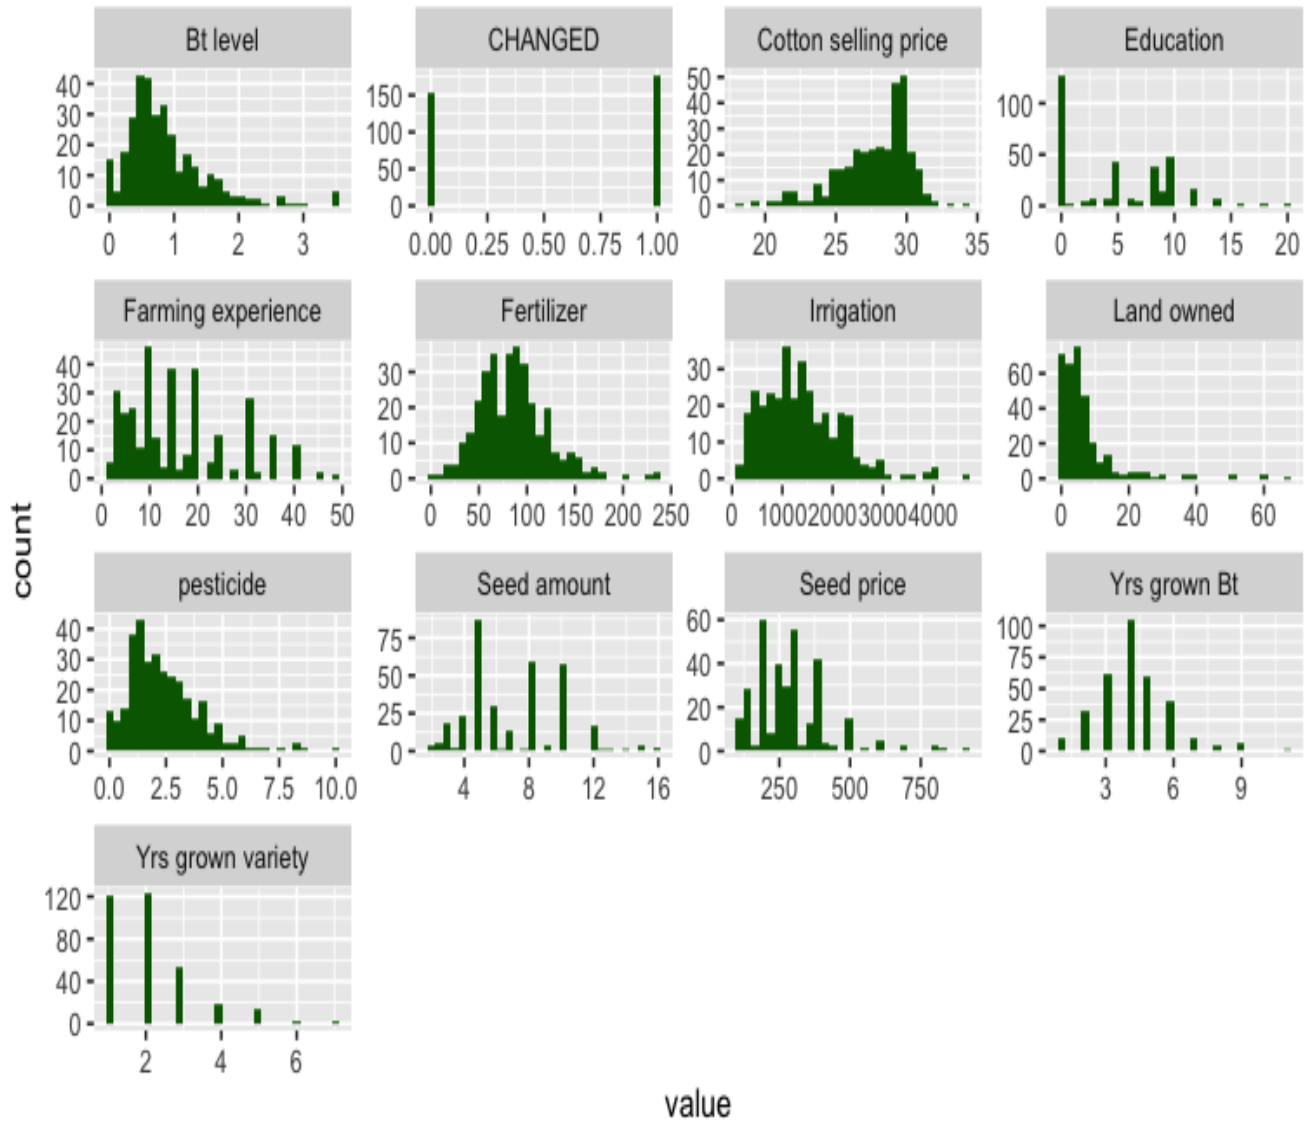 Bt level CHANGED Cotton selling price Education
40 30 20 10 0
150 100 50 0
50 40 30 20 10 0
100 50 0
0 1 2 3 0.00 0.25 0.50 0.75 1.00 20 25 30 35 0 5 10 15 20
Farming experience Fertilizer Irrigation Land owned
40 30 20 10 0
30 20 10 0
30 20 10 0
60 40 20 0
0 10 20 30 40 50 0 50 100 150 200 250 0 1000 2000 3000 4000 0 20 40 60
count
pesticide Seed amount Seed price Yrs grown Bt
40 30 20 10 0
75 50 25 0
60 40 20 0
100 75 50 25 0
0.0 2.5 5.0 7.5 10.0 4 8 12 16 250 500 750 3 6 9
Yrs grown variety
120 80 40 0
2 4 6
value